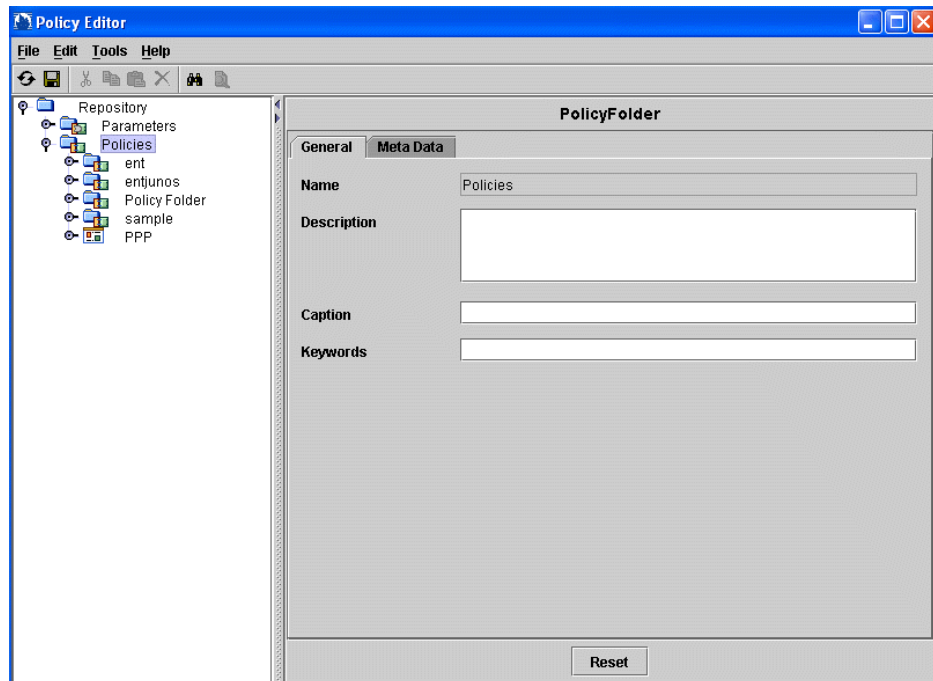 Policy Editor
File Edit Tools Help
Repository
Parameters
Policies
ent
entjunos
Policy Folder
sample
PPP
PolicyFolder
General Meta Data
Name Policies
Description
Caption
Keywords
Reset